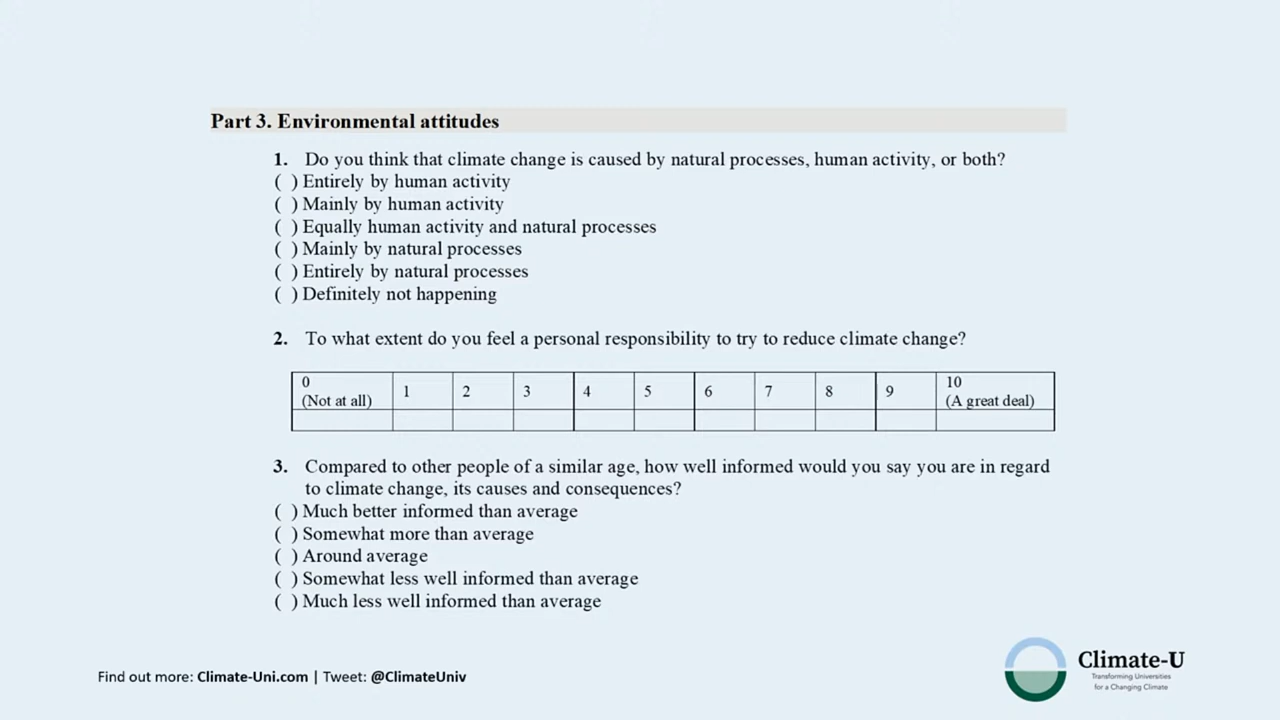 Part 3. Environmental attitudes
1. Do you think that climate change is caused by natural processes, human activity, or both?
( ) Entirely by human activity
( ) Mainly by human activity
( ) Equally human activity and natural processes
( ) Mainly by natural processes
( ) Entirely by natural processes
( ) Definitely not happening
2. To what extent do you feel a personal responsibility to try to reduce climate change?
0 (Not at all) 1 2 3 4 5 6 7 8 9 10 (A great deal)
3. Compared to other people of a similar age, how well informed would you say you are in regard
to climate change, its causes and consequences?
( ) Much better informed than average
( ) Somewhat more than average
( ) Around average
( ) Somewhat less well informed than average
( ) Much less well informed than average
Find out more: Climate-Uni.com | Tweet: @ClimateUniv
Climate-U
Transforming Universities
for a Changing Climate